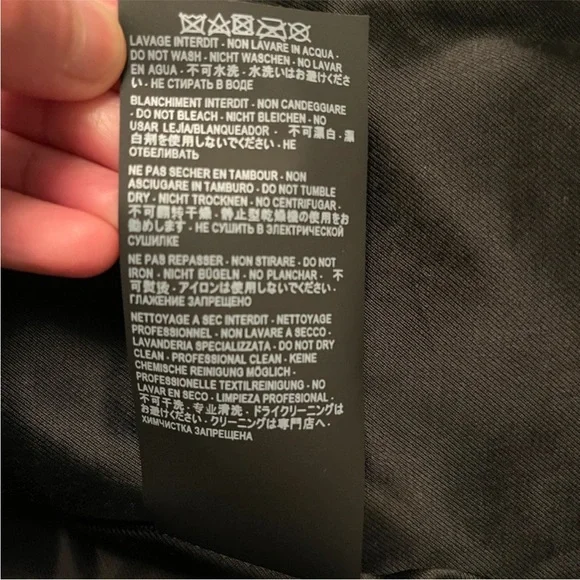 LAVAGE INTERDIT - NON LAVARE IN ACQUA -
DO NOT WASH - NICHT WASCHEN - NO LAVAR
EN AGUA - 不可水洗 - 水洗いはお避けくださ
い - НЕ СТИРАТЬ В ВОДЕ
BLANCHIMENT INTERDIT - NON CANDEGGIARE
- DO NOT BLEACH - NICHT BLEICHEN - NO
USAR LEJÍA/BLANQUEADOR - 不可漂白 - 漂
白剤を使用しないでください - НЕ
ОТБЕЛИВАТЬ
NE PAS SECHER EN TAMBOUR - NON
ASCIUGARE IN TAMBURO - DO NOT TUMBLE
DRY - NICHT TROCKNEN - NO CENTRIFUGAR -
不可翻转干燥 - 静止型乾燥機の使用をお
勧めします - НЕ СУШИТЬ В ЭЛЕКТРИЧЕСКОЙ
СУШИЛКЕ
NE PAS REPASSER - NON STIRARE - DO NOT
IRON - NICHT BÜGELN - NO PLANCHAR - 不
可熨烫 - アイロンは使用しないでください -
ГЛАЖЕНИЕ ЗАПРЕЩЕНО
NETTOYAGE A SEC INTERDIT - NETTOYAGE
PROFESSIONNEL - NON LAVARE A SECCO -
LAVANDERIA SPECIALIZZATA - DO NOT DRY
CLEAN - PROFESSIONAL CLEAN - KEINE
CHEMISCHE REINIGUNG MÖGLICH -
PROFESSIONELLE TEXTILREINIGUNG - NO
LAVAR EN SECO - LIMPIEZA PROFESIONAL -
不可干洗 - 专业清洗 - ドライクリーニングは
お避けください - クリーニングは専門店へ -
ХИМЧИСТКА ЗАПРЕЩЕНА